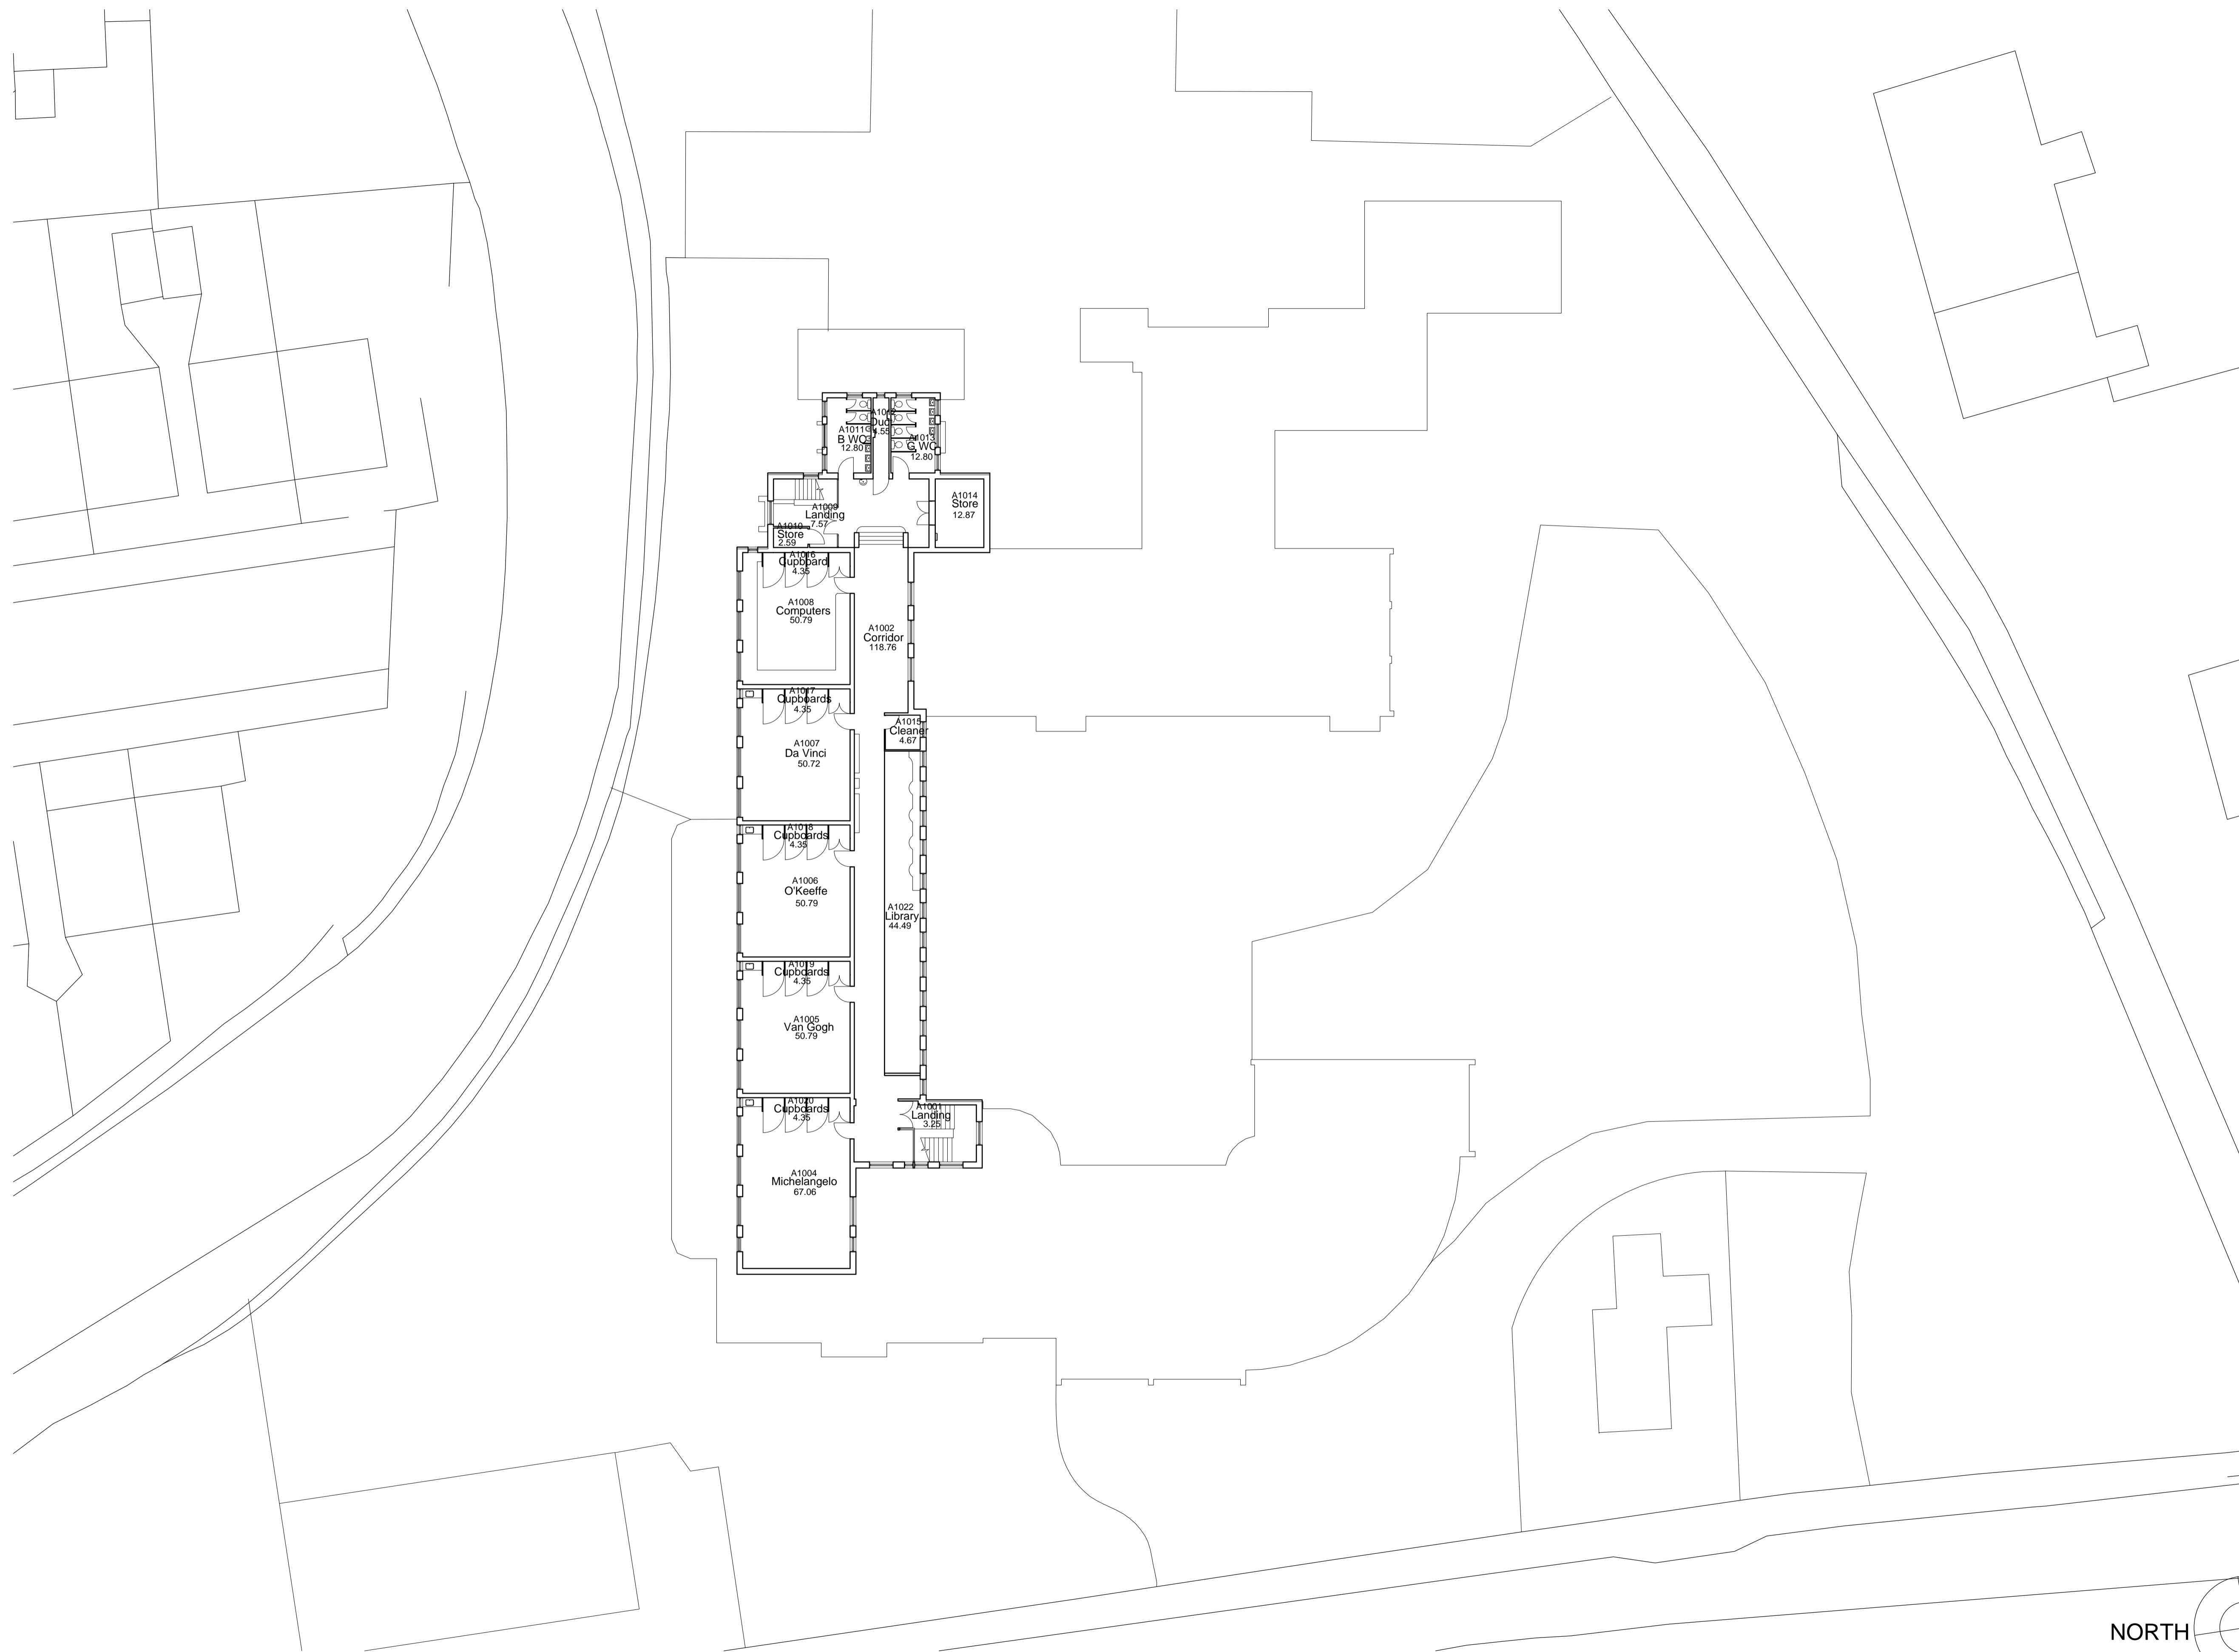 A1012
Duct
4.55
A1011
B WC
12.80
A1013
G WC
12.80
A1014
Store
12.87
A1009
Landing
7.57
A1010
Store
2.59
A1016
Cupboard
4.35
A1008
Computers
50.79
A1002
Corridor
118.76
A1017
Cupboards
4.35
A1015
Cleaner
4.67
A1007
Da Vinci
50.72
A1018
Cupboards
4.35
A1006
O'Keeffe
50.79
A1022
Library
44.49
A1019
Cupboards
4.35
A1005
Van Gogh
50.79
A1020
Cupboards
4.35
A1001
Landing
3.25
A1004
Michelangelo
67.06
NORTH